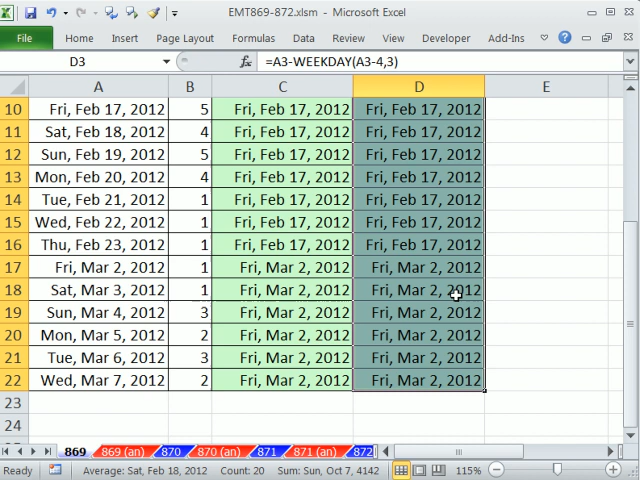 EMT869-872.xlsm - Microsoft Excel
File Home Page Layout Formulas Data Review View Developer Add-Ins
D3 fx =A3-WEEKDAY(A3-4,3)
A B C D E
10 Fri, Feb 17, 2012 5 Fri, Feb 17, 2012 Fri, Feb 17, 2012
11 Sat, Feb 18, 2012 4 Fri, Feb 17, 2012 Fri, Feb 17, 2012
12 Sun, Feb 19, 2012 5 Fri, Feb 17, 2012 Fri, Feb 17, 2012
13 Mon, Feb 20, 2012 4 Fri, Feb 17, 2012 Fri, Feb 17, 2012
14 Tue, Feb 21, 2012 1 Fri, Feb 17, 2012 Fri, Feb 17, 2012
15 Wed, Feb 22, 2012 1 Fri, Feb 17, 2012 Fri, Feb 17, 2012
16 Thu, Feb 23, 2012 1 Fri, Feb 17, 2012 Fri, Feb 17, 2012
17 Fri, Mar 2, 2012 1 Fri, Mar 2, 2012 Fri, Mar 2, 2012
18 Sat, Mar 3, 2012 1 Fri, Mar 2, 2012 Fri, Mar 2, 2012
19 Sun, Mar 4, 2012 3 Fri, Mar 2, 2012 Fri, Mar 2, 2012
20 Mon, Mar 5, 2012 2 Fri, Mar 2, 2012 Fri, Mar 2, 2012
21 Tue, Mar 6, 2012 3 Fri, Mar 2, 2012 Fri, Mar 2, 2012
22 Wed, Mar 7, 2012 2 Fri, Mar 2, 2012 Fri, Mar 2, 2012
23
24
869 869 (an) 870 870 (an) 871 871 (an) 872
Ready Average: Sat, Feb 18, 2012 Count: 20 Sum: Sun, Oct 7, 4142 115%